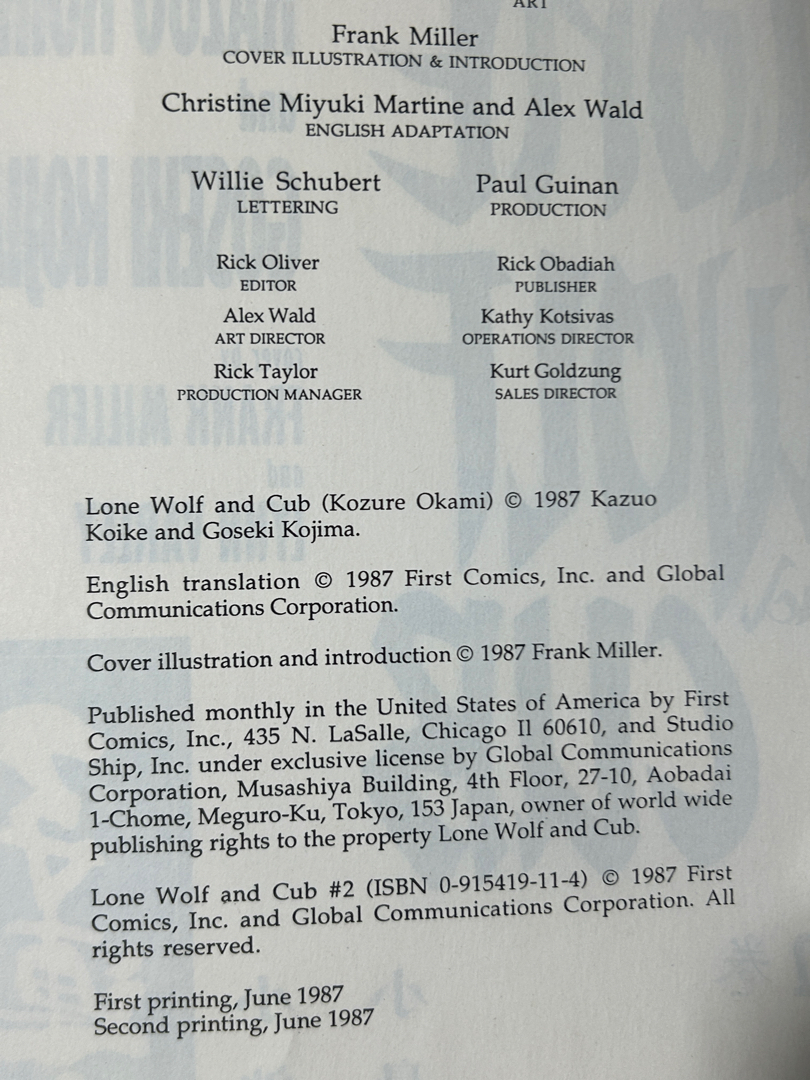 ART
Frank Miller
COVER ILLUSTRATION & INTRODUCTION
Christine Miyuki Martine and Alex Wald
ENGLISH ADAPTATION
Willie Schubert
LETTERING
Paul Guinan
PRODUCTION
Rick Oliver
EDITOR
Rick Obadiah
PUBLISHER
Alex Wald
ART DIRECTOR
Kathy Kotsivas
OPERATIONS DIRECTOR
Rick Taylor
PRODUCTION MANAGER
Kurt Goldzung
SALES DIRECTOR
Lone Wolf and Cub (Kozure Okami) © 1987 Kazuo
Koike and Goseki Kojima.
English translation © 1987 First Comics, Inc. and Global
Communications Corporation.
Cover illustration and introduction © 1987 Frank Miller.
Published monthly in the United States of America by First
Comics, Inc., 435 N. LaSalle, Chicago Il 60610, and Studio
Ship, Inc. under exclusive license by Global Communications
Corporation, Musashiya Building, 4th Floor, 27-10, Aobadai
1-Chome, Meguro-Ku, Tokyo, 153 Japan, owner of world wide
publishing rights to the property Lone Wolf and Cub.
Lone Wolf and Cub #2 (ISBN 0-915419-11-4) © 1987 First
Comics, Inc. and Global Communications Corporation. All
rights reserved.
First printing, June 1987
Second printing, June 1987